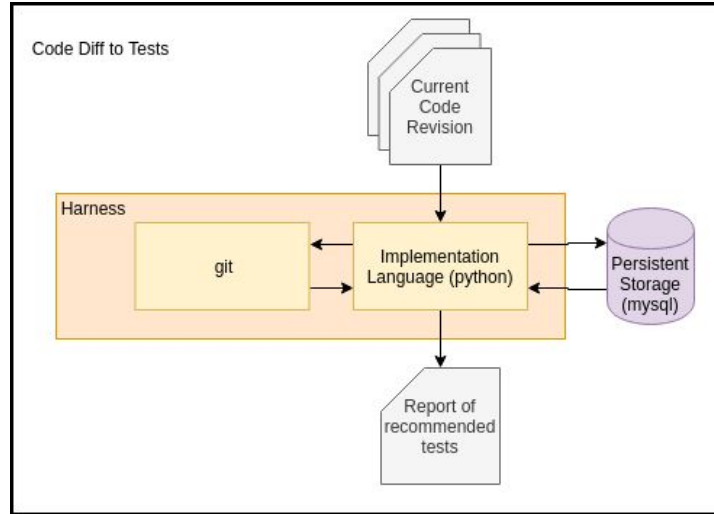 Code Diff to Tests
Current
Code
Revision
Harness
git
Implementation
Language (python)
Persistent
Storage
(mysql)
Report of
recommended
tests